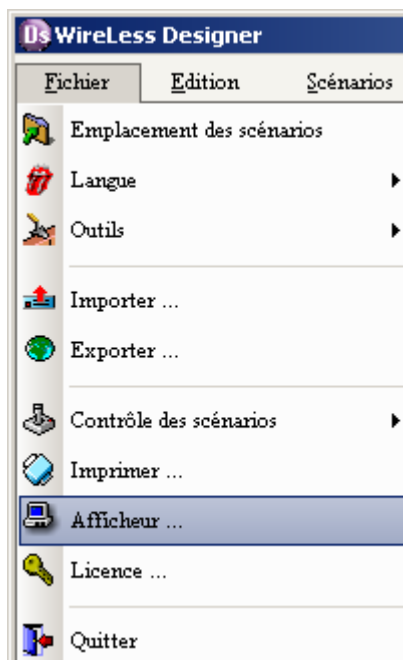 Ds WireLess Designer
Fichier Edition Scénarios
Emplacement des scénarios
Langue
Outils
Importer ...
Exporter ...
Contrôle des scénarios
Imprimer ...
Afficheur ...
Licence ...
Quitter